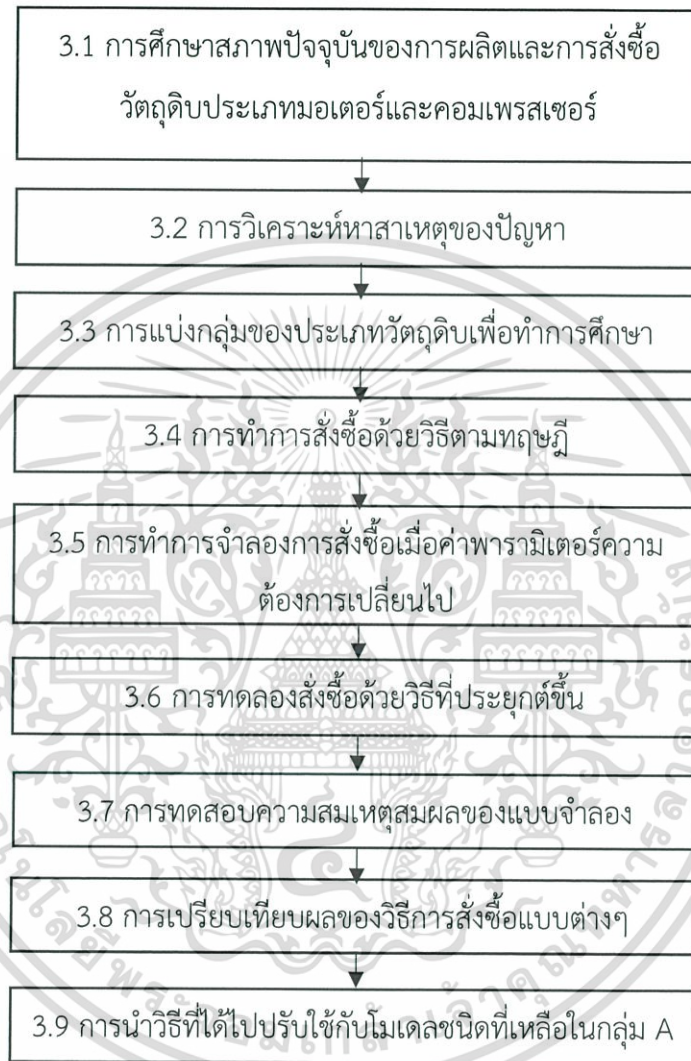 3.1 การศึกษาสภาพปัจจุบันของการผลิตและการสั่งซื้อ
วัตถุดิบประเภทมอเตอร์และคอมเพรสเซอร์
3.2 การวิเคราะห์หาสาเหตุของปัญหา
3.3 การแบ่งกลุ่มของประเภทวัตถุดิบเพื่อทำการศึกษา
3.4 การทำการสั่งซื้อด้วยวิธีตามทฤษฎี
3.5 การทำการจำลองการสั่งซื้อเมื่อค่าพารามิเตอร์ความ
ต้องการเปลี่ยนไป
3.6 การทดลองสั่งซื้อด้วยวิธีที่ประยุกต์ขึ้น
3.7 การทดสอบความสมเหตุสมผลของแบบจำลอง
3.8 การเปรียบเทียบผลของวิธีการสั่งซื้อแบบต่างๆ
3.9 การนำวิธีที่ได้ไปปรับใช้กับโมเดลชนิดที่เหลือในกลุ่ม A